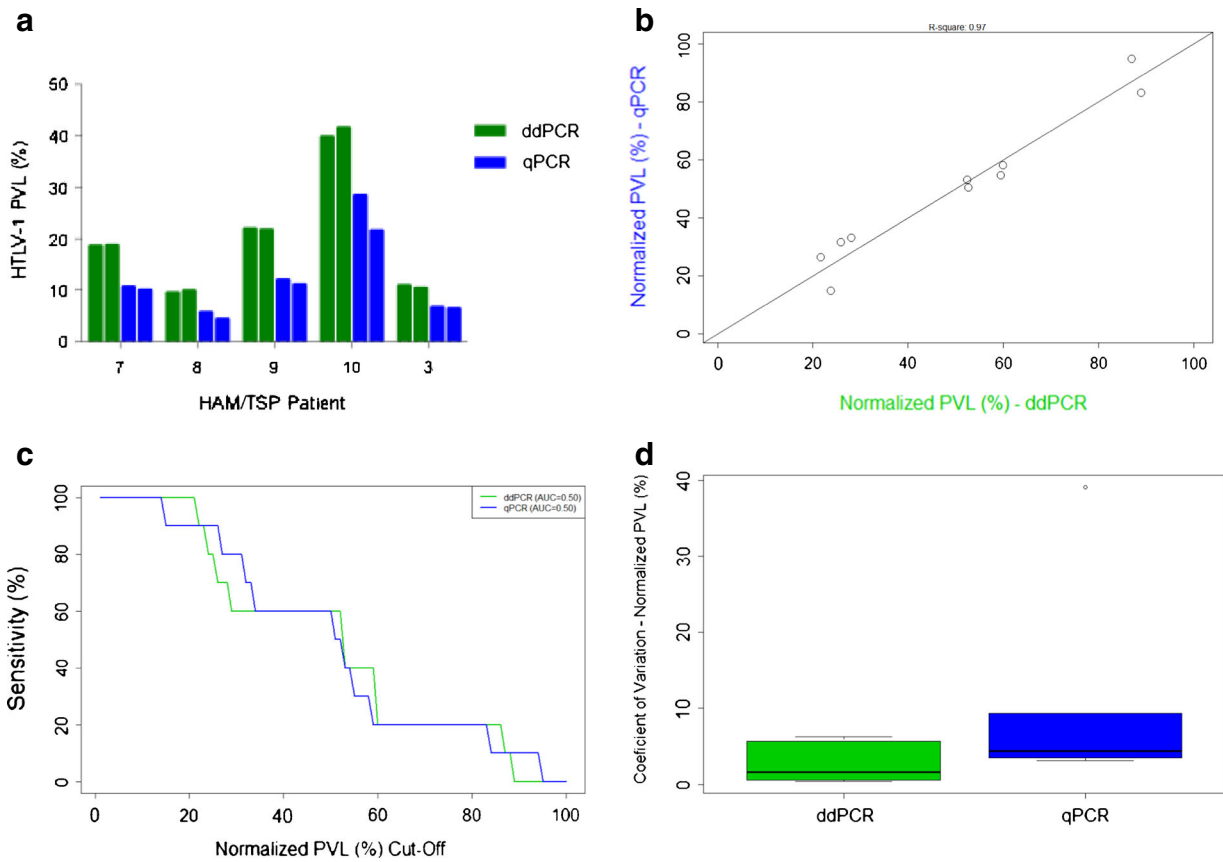 a
50
40
30
20
10
0
HTLV-1 PVL (%)
7 8 9 10 3
HAM/TSP Patient
ddPCR
qPCR
b
R-square: 0.97
100
80
60
40
20
0
Normalized PVL (%) - qPCR
0 20 40 60 80 100
Normalized PVL (%) - ddPCR
c
100
80
60
40
20
0
Sensitivity (%)
ddPCR (AUC=0.50)
qPCR (AUC=0.50)
0 20 40 60 80 100
Normalized PVL (%) Cut-Off
d
40
30
20
10
0
Coeficient of Variation - Normalized PVL (%)
ddPCR qPCR